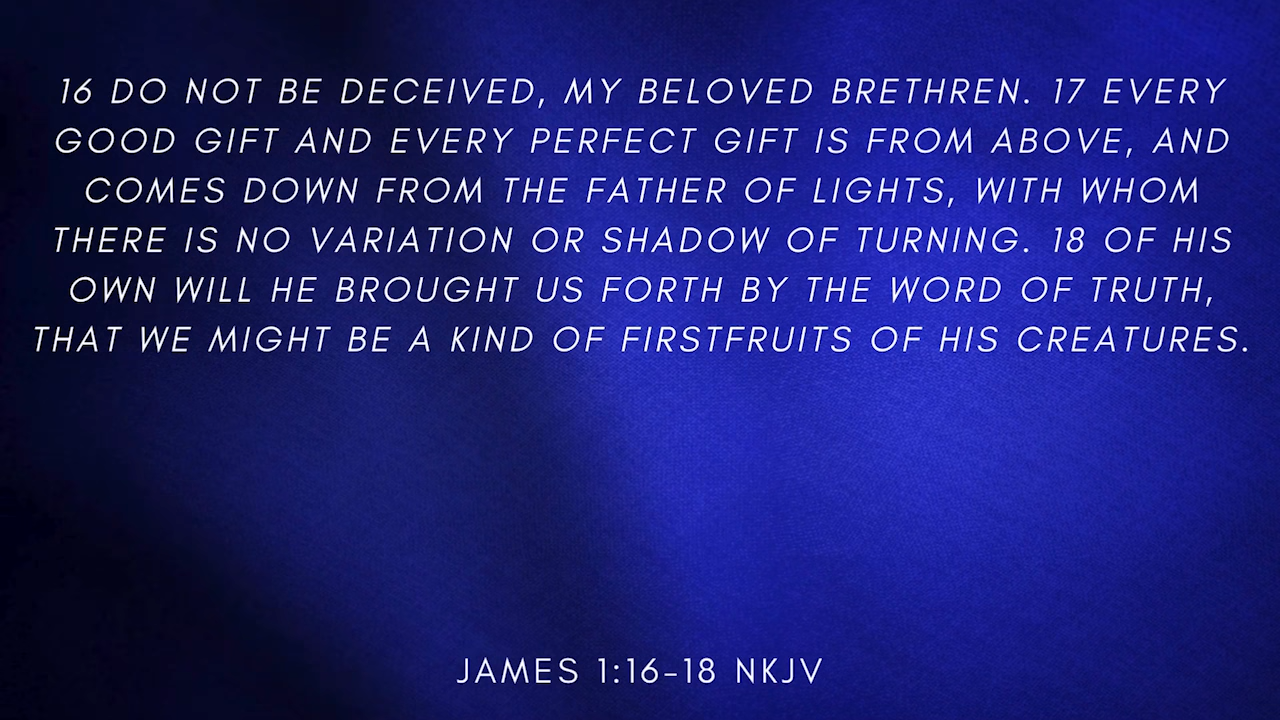 16 DO NOT BE DECEIVED, MY BELOVED BRETHREN. 17 EVERY
GOOD GIFT AND EVERY PERFECT GIFT IS FROM ABOVE, AND
COMES DOWN FROM THE FATHER OF LIGHTS, WITH WHOM
THERE IS NO VARIATION OR SHADOW OF TURNING. 18 OF HIS
OWN WILL HE BROUGHT US FORTH BY THE WORD OF TRUTH,
THAT WE MIGHT BE A KIND OF FIRSTFRUITS OF HIS CREATURES.
JAMES 1:16-18 NKJV